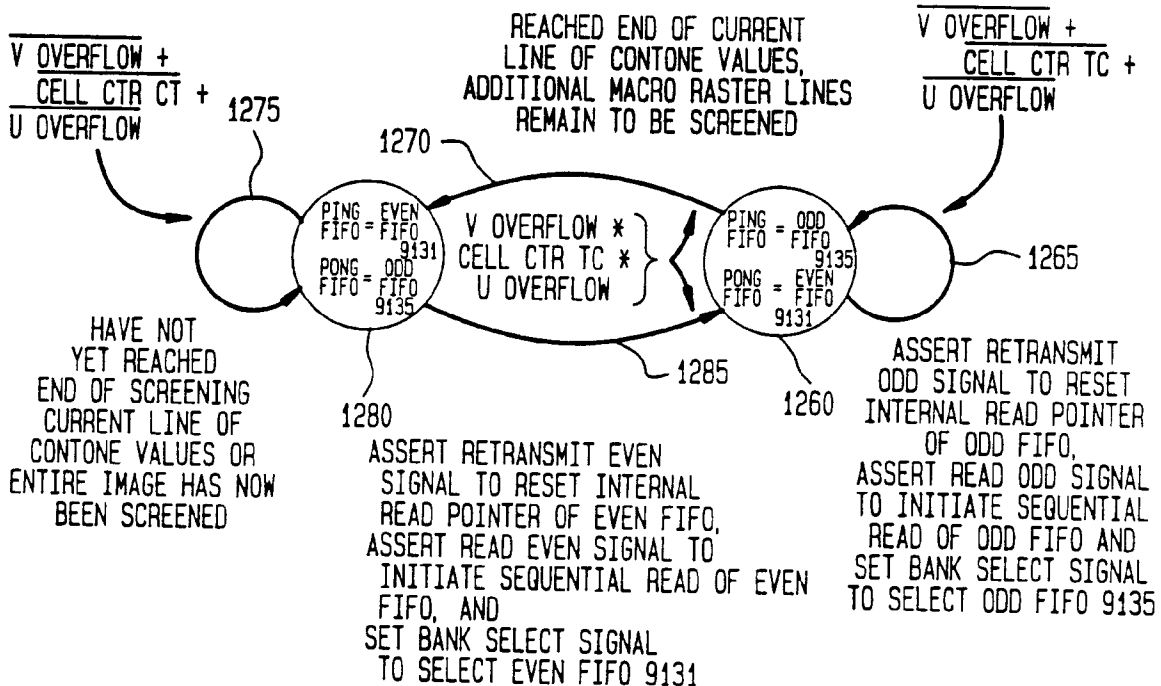 V OVERFLOW +
CELL CTR CT +
U OVERFLOW
1275
REACHED END OF CURRENT
LINE OF CONTONE VALUES,
ADDITIONAL MACRO RASTER LINES
REMAIN TO BE SCREENED
1270
V OVERFLOW +
CELL CTR TC +
U OVERFLOW
PING FIFO = EVEN FIFO
9131
PONG FIFO = ODD FIFO
9135
V OVERFLOW *
CELL CTR TC *
U OVERFLOW
PING FIFO = ODD FIFO
9135
PONG FIFO = EVEN FIFO
9131
1265
HAVE NOT
YET REACHED
END OF SCREENING
CURRENT LINE OF
CONTONE VALUES OR
ENTIRE IMAGE HAS NOW
BEEN SCREENED
1280
1285
1260
ASSERT RETRANSMIT EVEN
SIGNAL TO RESET INTERNAL
READ POINTER OF EVEN FIFO,
ASSERT READ EVEN SIGNAL TO
INITIATE SEQUENTIAL READ OF EVEN
FIFO, AND
SET BANK SELECT SIGNAL
TO SELECT EVEN FIFO 9131
ASSERT RETRANSMIT
ODD SIGNAL TO RESET
INTERNAL READ POINTER
OF ODD FIFO,
ASSERT READ ODD SIGNAL
TO INITIATE SEQUENTIAL
READ OF ODD FIFO AND
SET BANK SELECT SIGNAL
TO SELECT ODD FIFO 9135